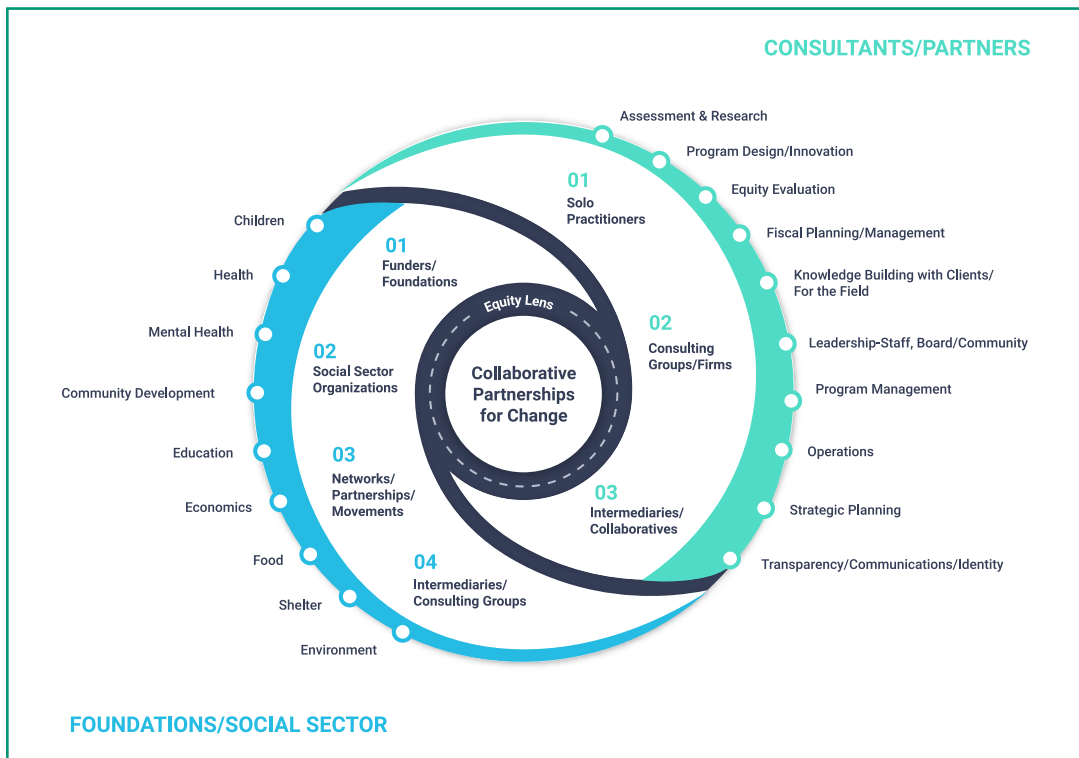 CONSULTANTS/PARTNERS
Assessment & Research
Program Design/Innovation
Equity Evaluation
Fiscal Planning/Management
Knowledge Building with Clients/
For the Field
Leadership-Staff, Board/Community
Program Management
Operations
Strategic Planning
Transparency/Communications/Identity
01
Solo
Practitioners
02
Consulting
Groups/Firms
03
Intermediaries/
Collaboratives
Equity Lens
Collaborative
Partnerships
for Change
01
Funders/
Foundations
02
Social Sector
Organizations
03
Networks/
Partnerships/
Movements
04
Intermediaries/
Consulting Groups
Children
Health
Mental Health
Community Development
Education
Economics
Food
Shelter
Environment
FOUNDATIONS/SOCIAL SECTOR